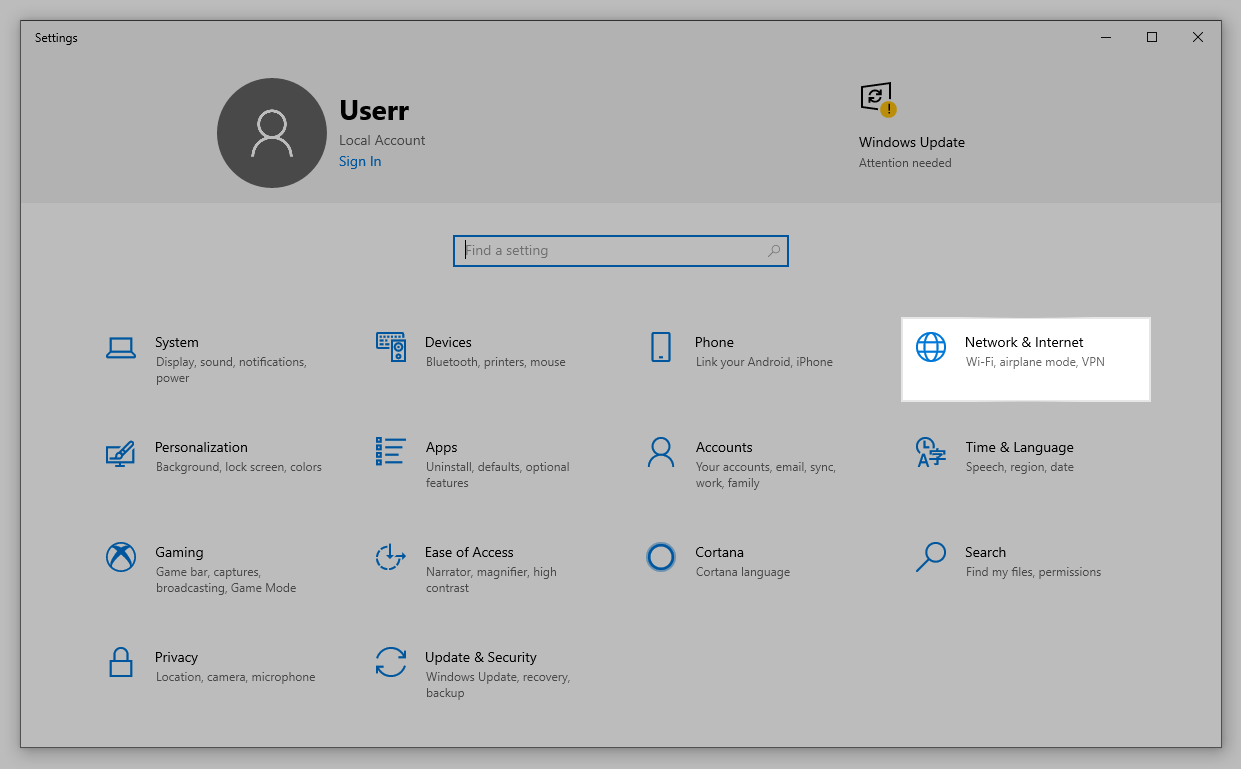 Settings
Userr
Local Account
Sign In
Windows Update
Attention needed
Find a setting
System
Display, sound, notifications,
power
Devices
Bluetooth, printers, mouse
Phone
Link your Android, iPhone
Network & Internet
Wi-Fi, airplane mode, VPN
Personalization
Background, lock screen, colors
Apps
Uninstall, defaults, optional
features
Accounts
Your accounts, email, sync,
work, family
Time & Language
Speech, region, date
Gaming
Game bar, captures,
broadcasting, Game Mode
Ease of Access
Narrator, magnifier, high
contrast
Cortana
Cortana language
Search
Find my files, permissions
Privacy
Location, camera, microphone
Update & Security
Windows Update, recovery,
backup